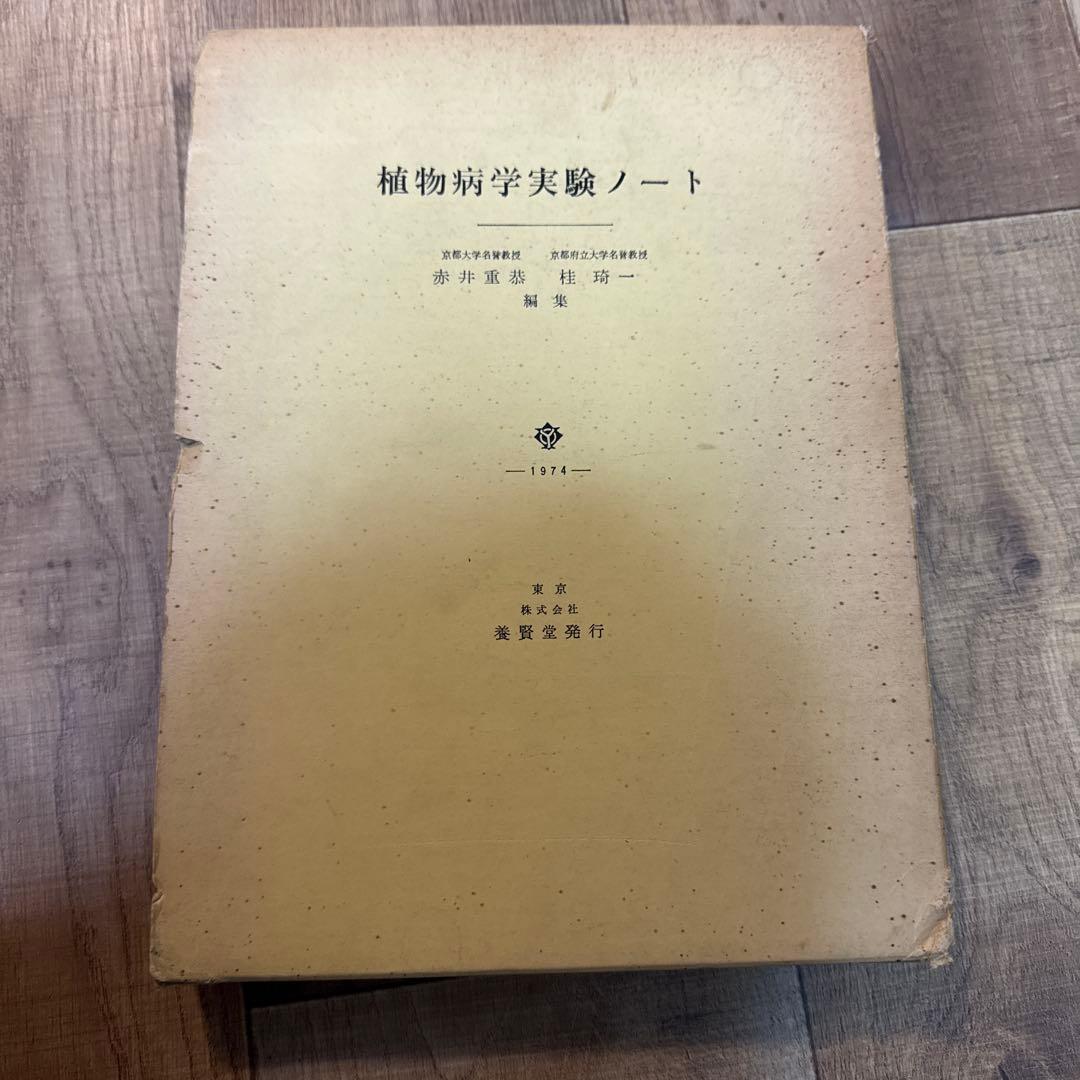 植物病学実験ノート
京都大学名誉教授 京都府立大学名誉教授
赤井重恭 桂琦一
編集
—1974—
東京
株式会社
養賢堂発行